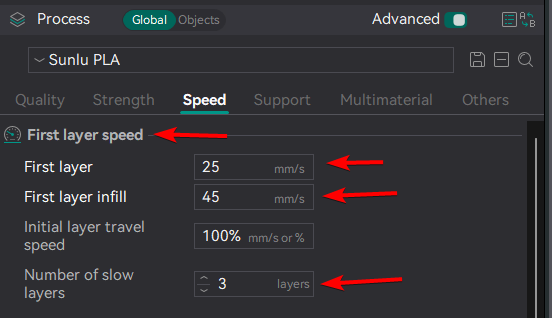 Process Global Objects Advanced
Sunlu PLA
Quality Strength Speed Support Multimaterial Others
First layer speed
First layer 25 mm/s
First layer infill 45 mm/s
Initial layer travel speed 100% mm/s or %
Number of slow layers 3 layers